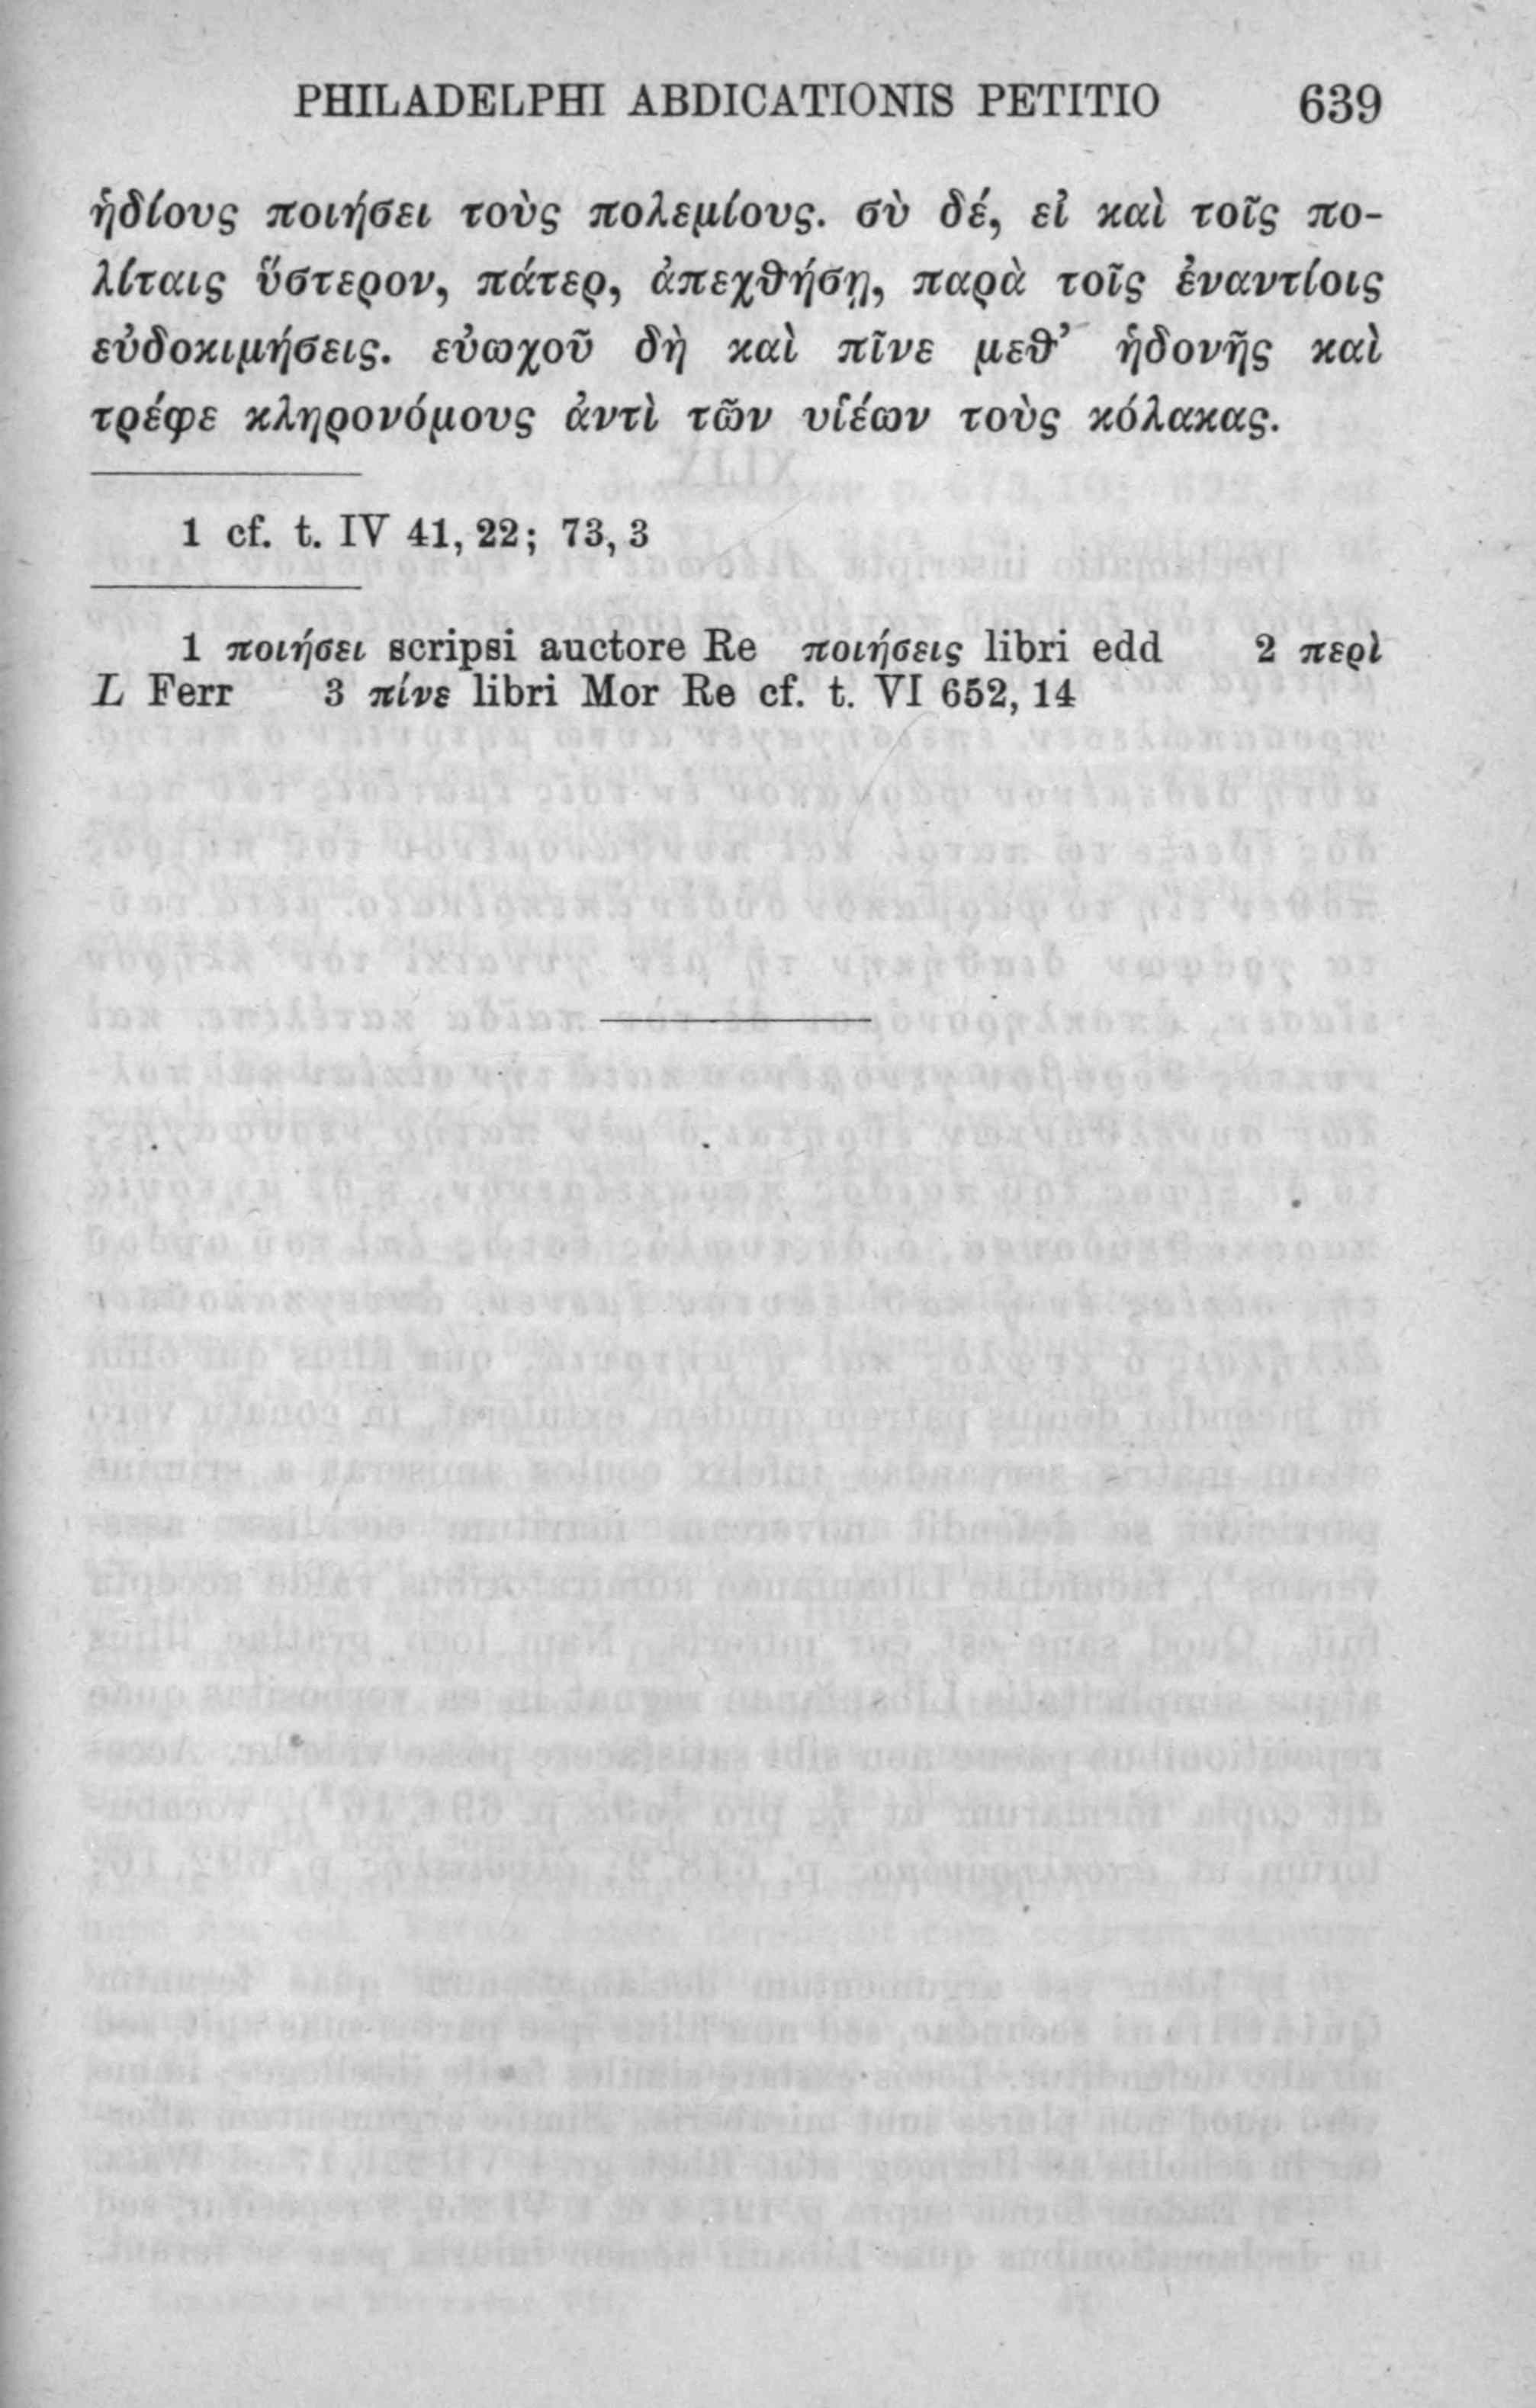 PHILADELPHI ABDICATIONIS PETITIO 639
ἡδίους ποιήσει τοὺς πολεμίους. σὺ δέ, εἰ καὶ τοῖς πο-
λίταις ὕστερον, πάτερ, ἀπεχθήσῃ, παρὰ τοῖς ἐναντίοις
εὐδοκιμήσεις. εὐωχοῦ δὴ καὶ πῖνε μεθ’ ἡδονῆς καὶ
τρέφε κληρονόμους ἀντὶ τῶν υἱέων τοὺς κόλακας.
1 cf. t. IV 41, 22; 73, 3
1 ποιήσει scripsi auctore Re ποιήσεις libri edd 2 περὶ
L Ferr 3 πίνε libri Mor Re cf. t. VI 652, 14